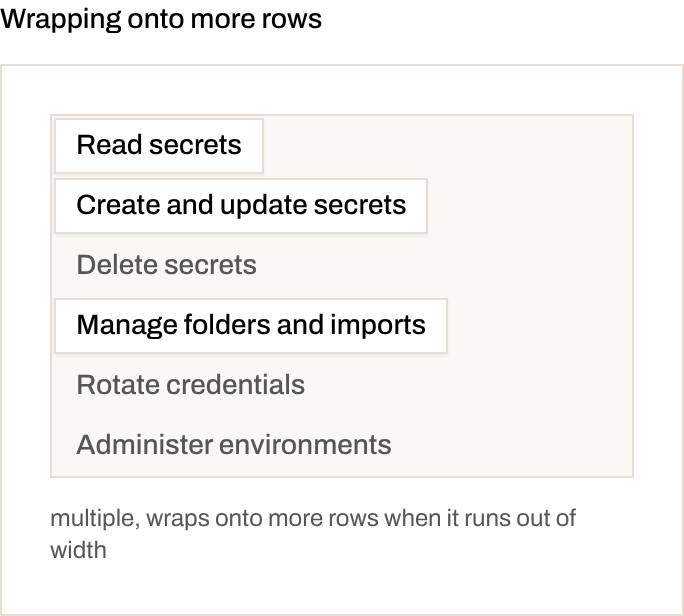 Wrapping onto more rows
Read secrets
Create and update secrets
Delete secrets
Manage folders and imports
Rotate credentials
Administer environments
multiple, wraps onto more rows when it runs out of
width